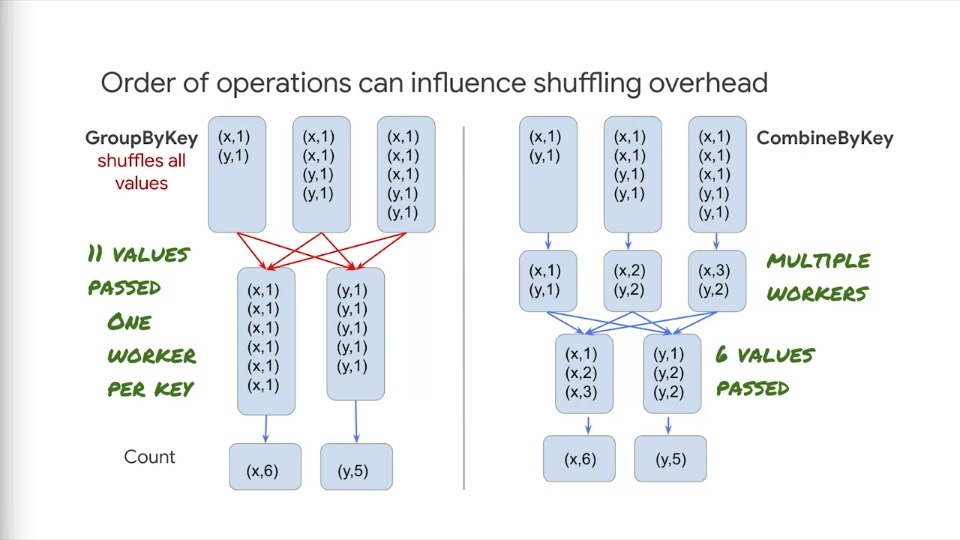 Order of operations can influence shuffling overhead
GroupByKey
shuffles all
values
(x,1)
(y,1)
(x,1)
(x,1)
(y,1)
(y,1)
(x,1)
(x,1)
(x,1)
(y,1)
(y,1)
11 VALUES
PASSED
ONE
WORKER
PER KEY
(x,1)
(x,1)
(x,1)
(x,1)
(x,1)
(x,1)
(y,1)
(y,1)
(y,1)
(y,1)
(y,1)
Count
(x,6)
(y,5)
CombineByKey
(x,1)
(y,1)
(x,1)
(x,1)
(y,1)
(y,1)
(x,1)
(x,1)
(x,1)
(y,1)
(y,1)
(x,1)
(y,1)
(x,2)
(y,2)
(x,3)
(y,2)
MULTIPLE
WORKERS
(x,1)
(x,2)
(x,3)
(y,1)
(y,2)
(y,2)
6 VALUES
PASSED
(x,6)
(y,5)